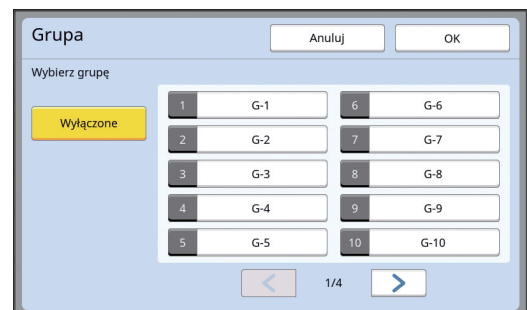 Grupa Anuluj OK
Wybierz grupę
Wyłączone
1 G-1 6 G-6
2 G-2 7 G-7
3 G-3 8 G-8
4 G-4 9 G-9
5 G-5 10 G-10
< 1/4 >